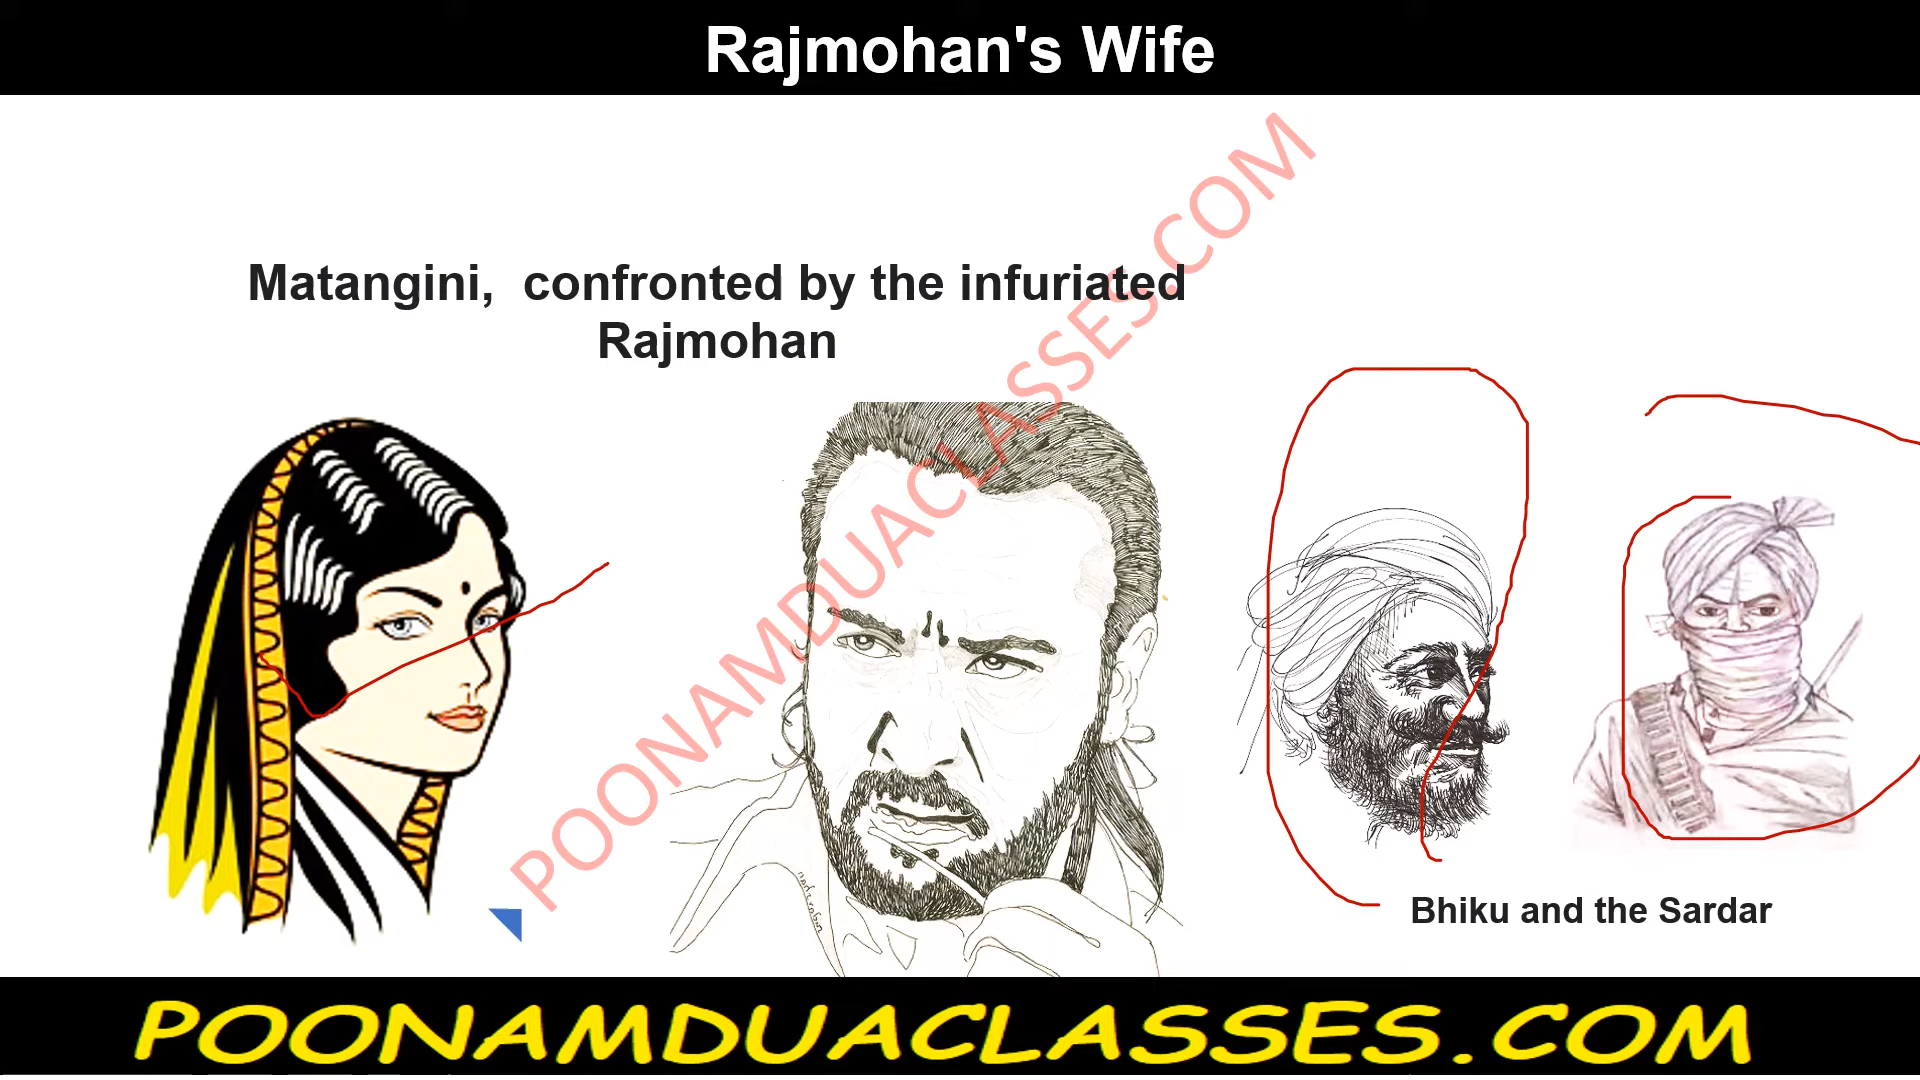 Rajmohan's Wife
Matangini, confronted by the infuriated
Rajmohan
POONAMDUACLASSES.COM
Bhiku and the Sardar
POONAMDUACLASSES.COM